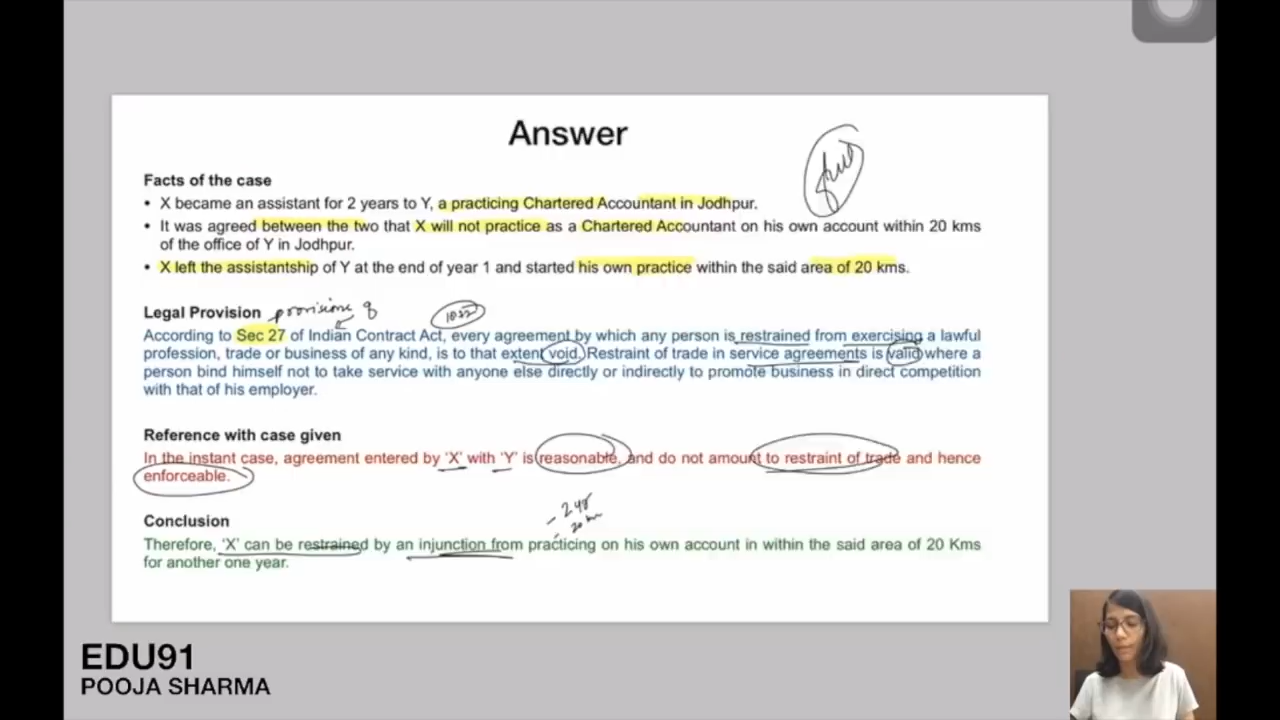 Answer
Facts of the case
• X became an assistant for 2 years to Y, a practicing Chartered Accountant in Jodhpur.
• It was agreed between the two that X will not practice as a Chartered Accountant on his own account within 20 kms
of the office of Y in Jodhpur.
• X left the assistantship of Y at the end of year 1 and started his own practice within the said area of 20 kms.
Legal Provision provisions of
According to Sec 27 of Indian Contract Act, every agreement by which any person is restrained from exercising a lawful
profession, trade or business of any kind, is to that extent void. Restraint of trade in service agreements is valid where a
person bind himself not to take service with anyone else directly or indirectly to promote business in direct competition
with that of his employer.
Reference with case given
In the instant case, agreement entered by ‘X’ with ‘Y’ is reasonable, and do not amount to restraint of trade and hence
enforceable.
- 2 yr
- 20 km
Conclusion
Therefore, ‘X’ can be restrained by an injunction from practicing on his own account in within the said area of 20 Kms
for another one year.
EDU91
POOJA SHARMA